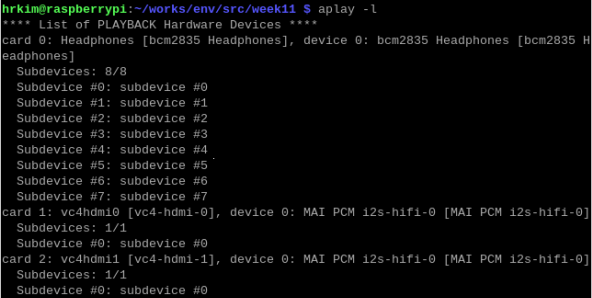 hrkim@raspberrypi:~/works/env/src/week11 $ aplay -l
**** List of PLAYBACK Hardware Devices ****
card 0: Headphones [bcm2835 Headphones], device 0: bcm2835 Headphones [bcm2835 H
eadphones]
  Subdevices: 8/8
  Subdevice #0: subdevice #0
  Subdevice #1: subdevice #1
  Subdevice #2: subdevice #2
  Subdevice #3: subdevice #3
  Subdevice #4: subdevice #4
  Subdevice #5: subdevice #5
  Subdevice #6: subdevice #6
  Subdevice #7: subdevice #7
card 1: vc4hdmi0 [vc4-hdmi-0], device 0: MAI PCM i2s-hifi-0 [MAI PCM i2s-hifi-0]
  Subdevices: 1/1
  Subdevice #0: subdevice #0
card 2: vc4hdmi1 [vc4-hdmi-1], device 0: MAI PCM i2s-hifi-0 [MAI PCM i2s-hifi-0]
  Subdevices: 1/1
  Subdevice #0: subdevice #0